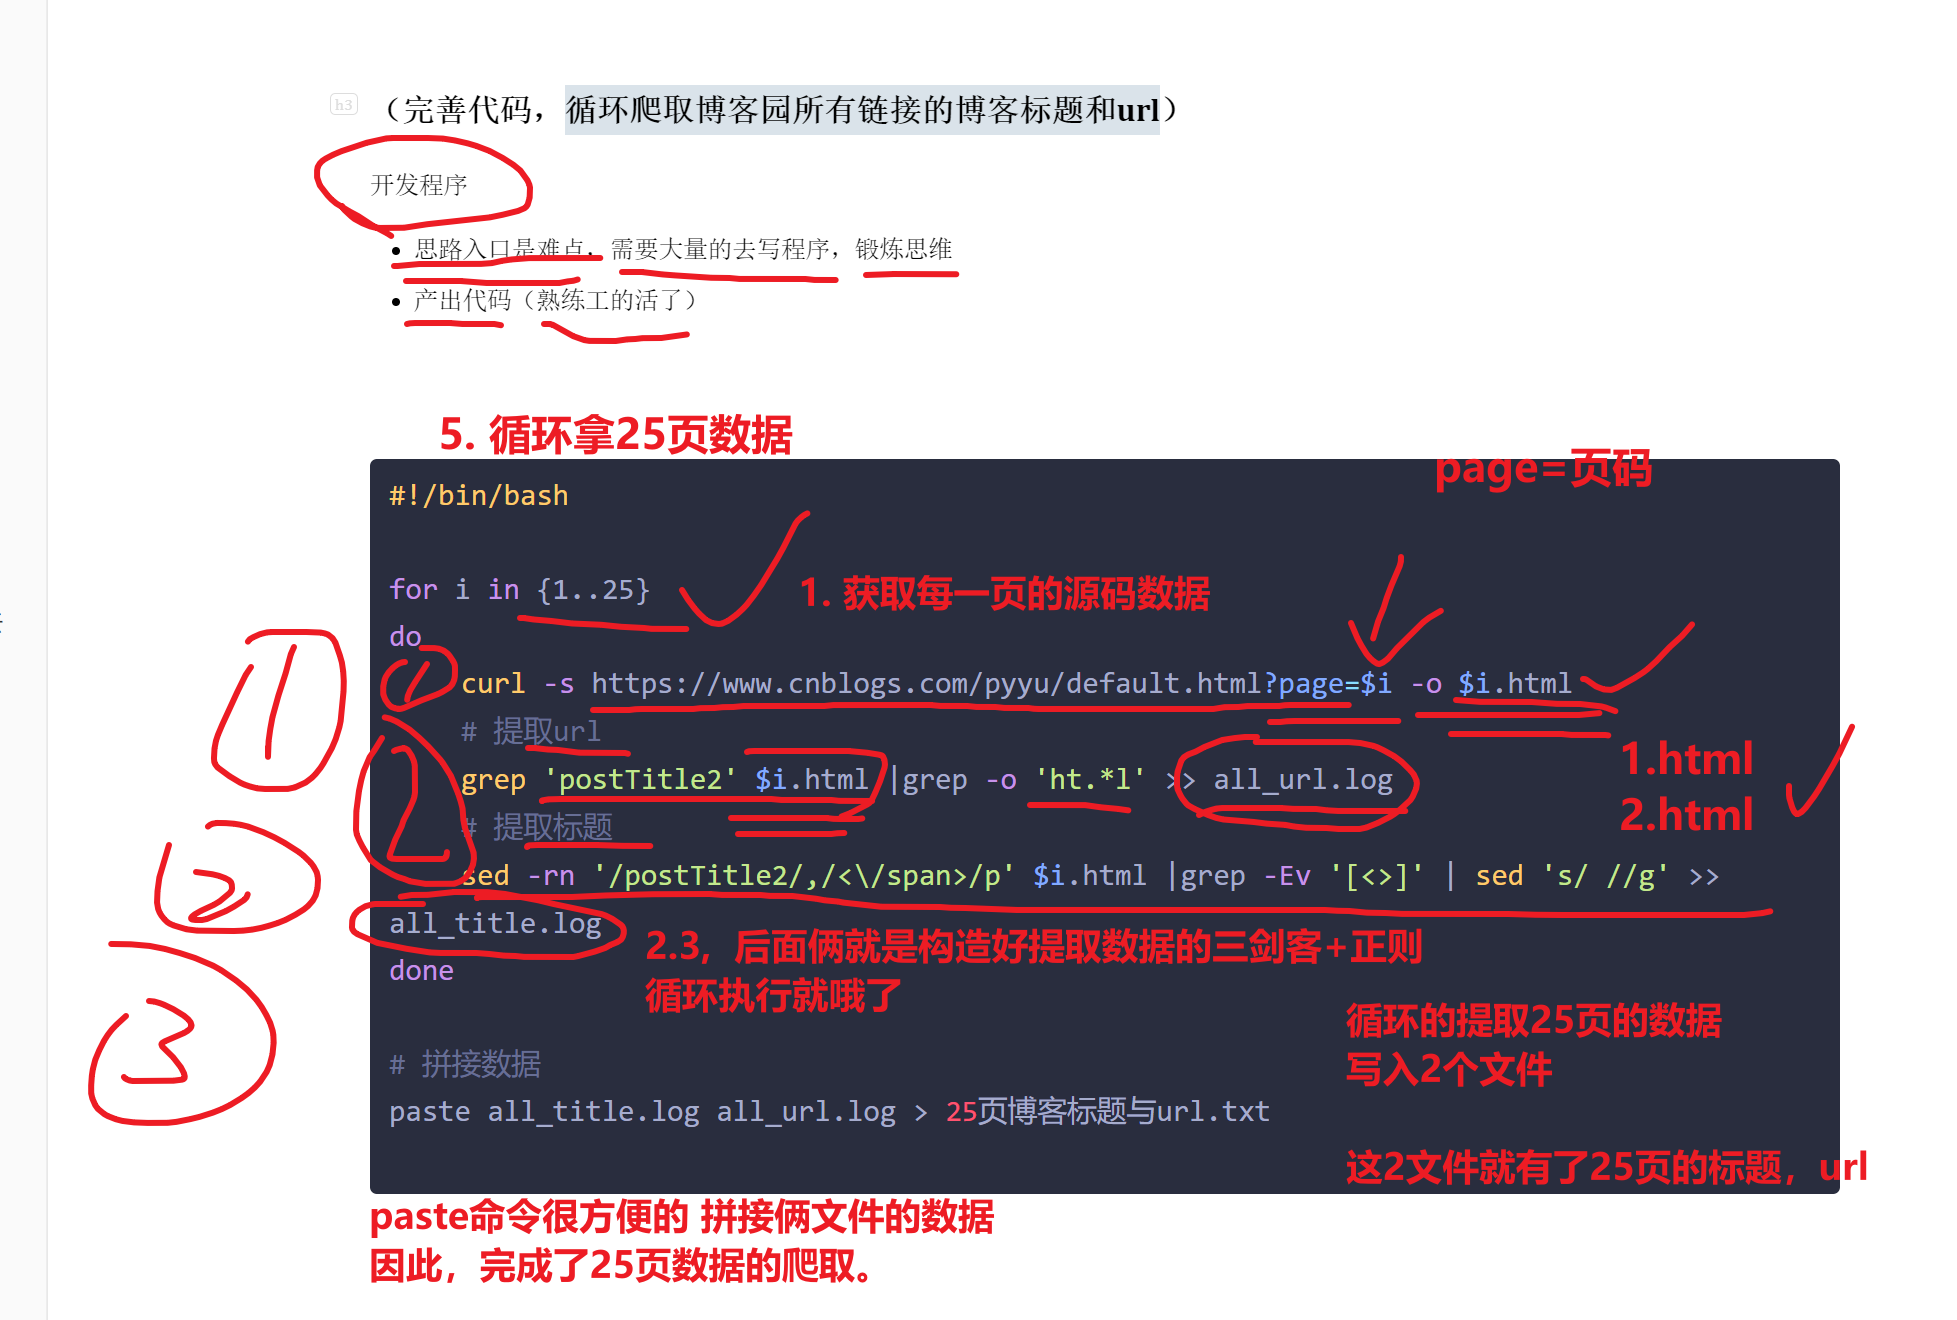 h3
（完善代码，循环爬取博客园所有链接的博客标题和url）
开发程序
思路入口是难点，需要大量的去写程序，锻炼思维
产出代码（熟练工的活了）
5. 循环拿25页数据
page=页码
#!/bin/bash
for i in {1..25}
1. 获取每一页的源码数据
do
1
1
curl -s https://www.cnblogs.com/pyyu/default.html?page=$i -o $i.html
# 提取url
1.html
2
grep 'postTitle2' $i.html |grep -o 'ht.*l' >> all_url.log
2.html
# 提取标题
2
sed -rn '/postTitle2/,/<\/span>/p' $i.html |grep -Ev '[<>]' | sed 's/ //g' >>
all_title.log
2.3，后面俩就是构造好提取数据的三剑客+正则
done
循环执行就哦了
3
循环的提取25页的数据
写入2个文件
# 拼接数据
paste all_title.log all_url.log > 25页博客标题与url.txt
这2文件就有了25页的标题，url
paste命令很方便的 拼接俩文件的数据
因此，完成了25页数据的爬取。